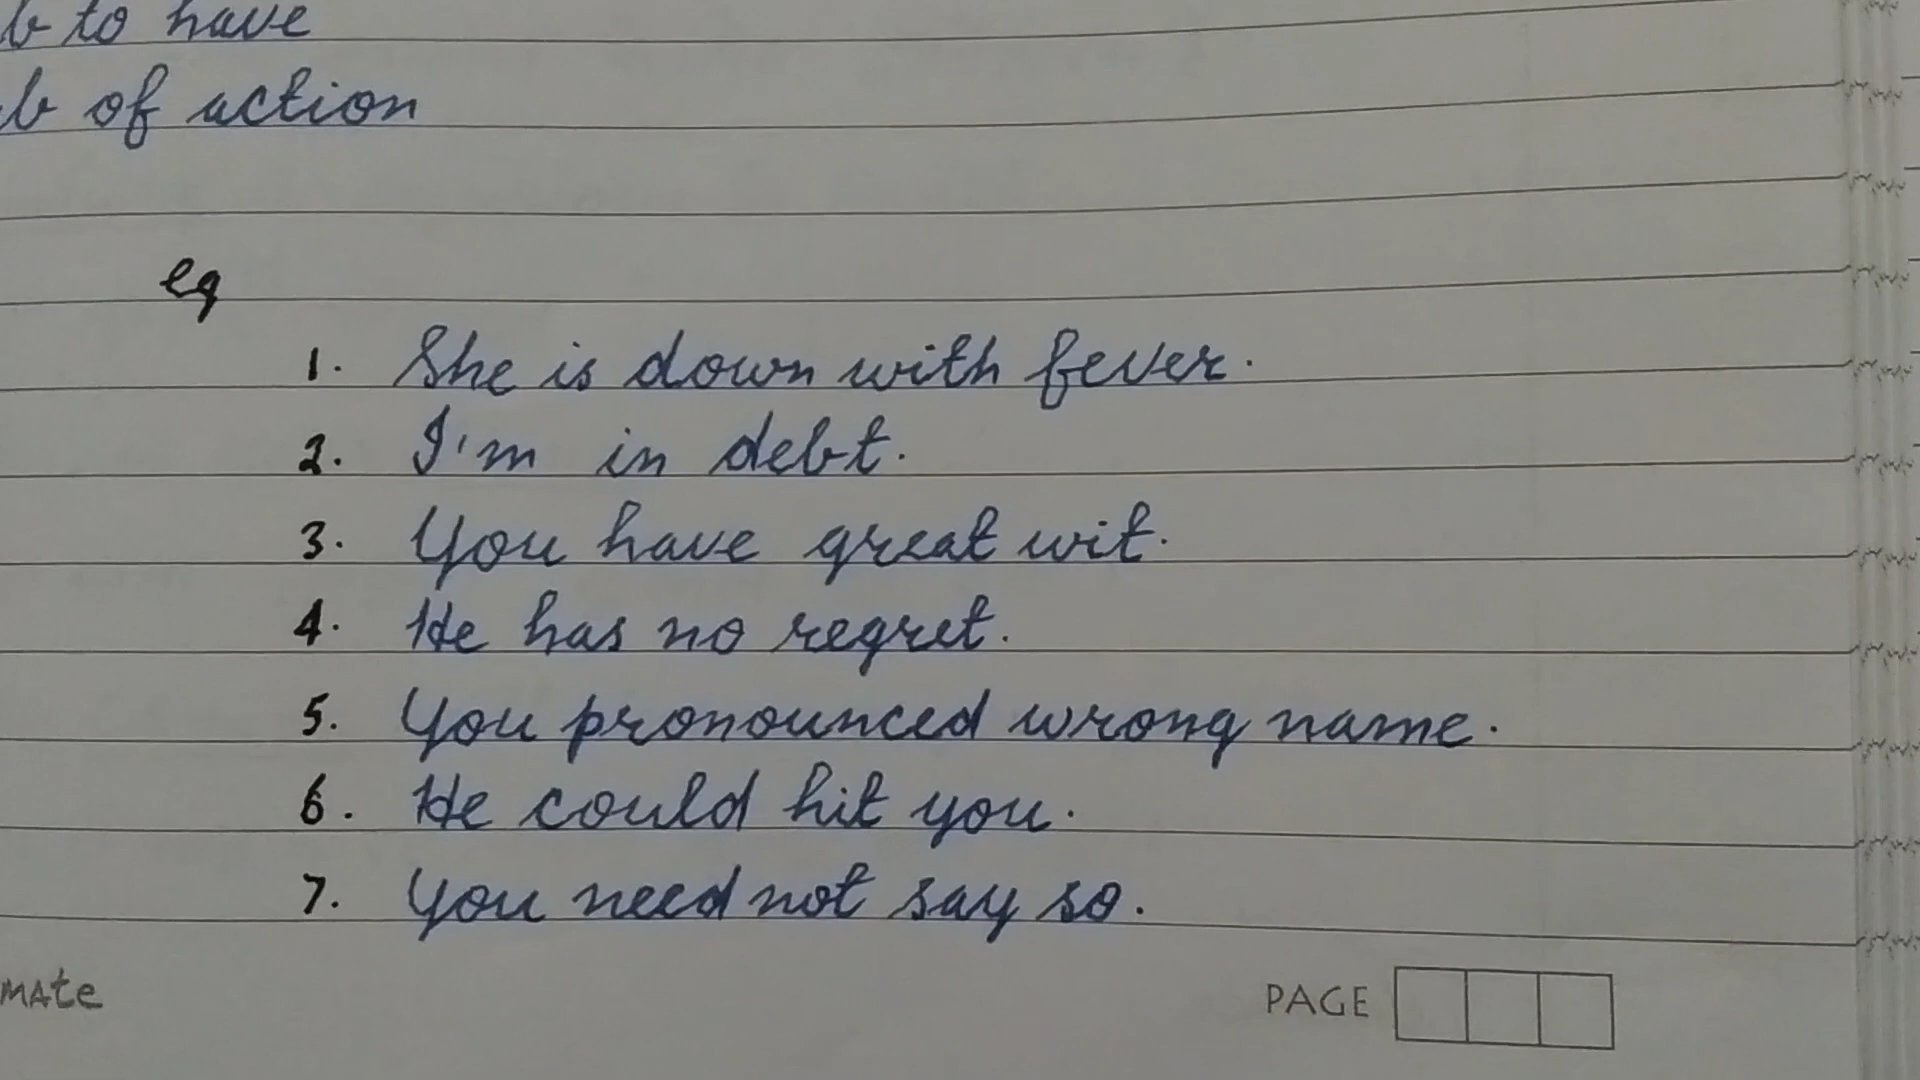 b to have
b of action
eg
1. She is down with fever.
2. I'm in debt.
3. You have great wit.
4. He has no regret.
5. You pronounced wrong name.
6. He could hit you.
7. You need not say so.
mate PAGE